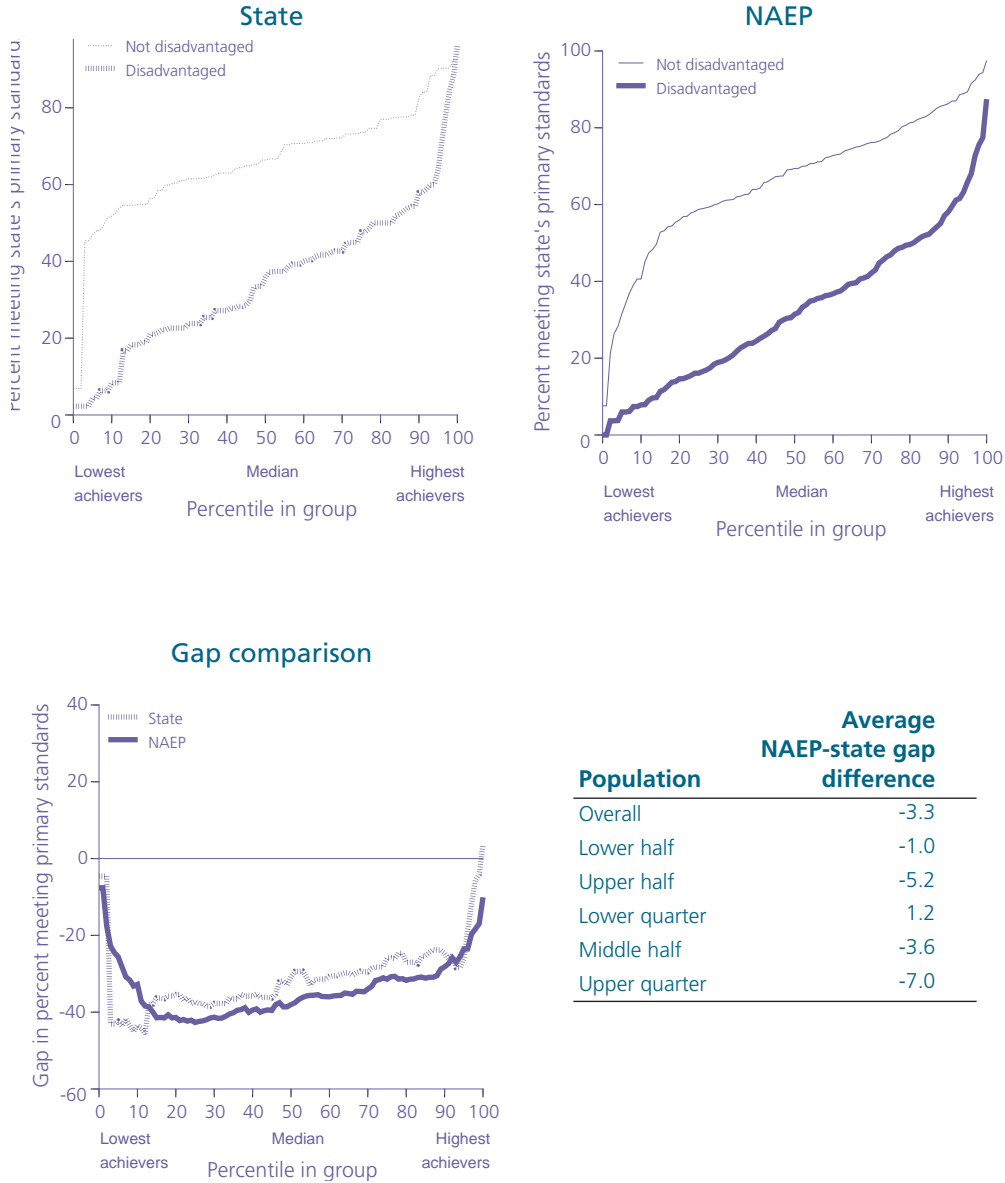 State
Not disadvantaged
Disadvantaged
Percent meeting state's primary standard
80
60
40
20
0
0 10 20 30 40 50 60 70 80 90 100
Lowest achievers
Median
Highest achievers
Percentile in group
NAEP
Not disadvantaged
Disadvantaged
Percent meeting state's primary standards
100
80
60
40
20
0
0 10 20 30 40 50 60 70 80 90 100
Lowest achievers
Median
Highest achievers
Percentile in group
Gap comparison
State
NAEP
Gap in percent meeting primary standards
40
20
0
-20
-40
-60
0 10 20 30 40 50 60 70 80 90 100
Lowest achievers
Median
Highest achievers
Percentile in group
Population Average NAEP-state gap difference
Overall -3.3
Lower half -1.0
Upper half -5.2
Lower quarter 1.2
Middle half -3.6
Upper quarter -7.0